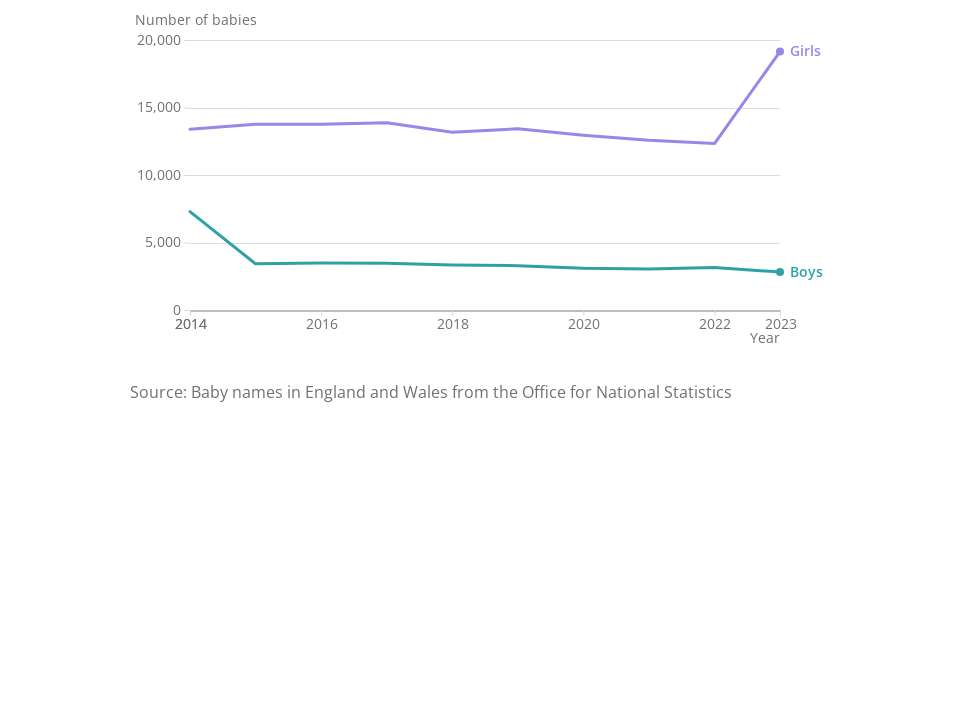 Number of babies
20,000
Girls
15,000
10,000
5,000
Boys
0
2014 2016 2018 2020 2022 2023
Year
Source: Baby names in England and Wales from the Office for National Statistics